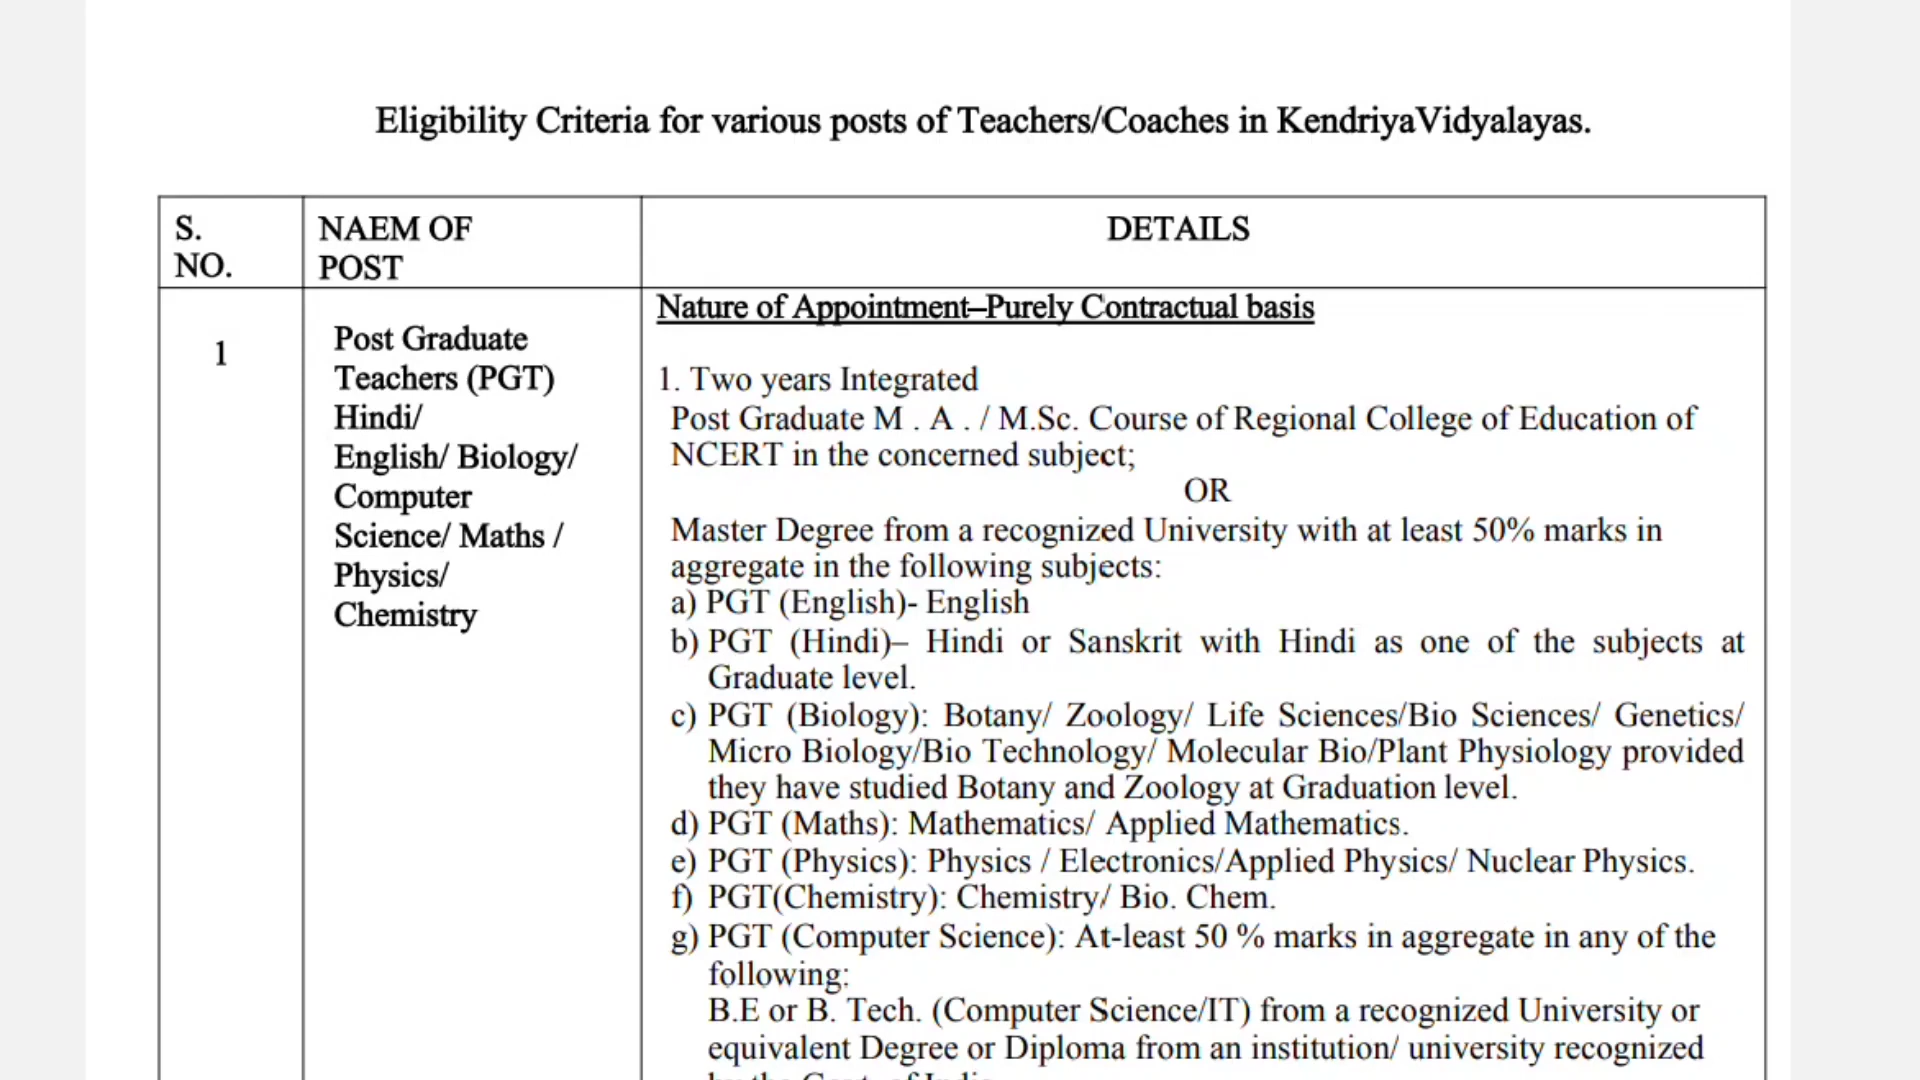 Eligibility Criteria for various posts of Teachers/Coaches in KendriyaVidyalayas.
S.
NO.
NAEM OF
POST
DETAILS
1
Post Graduate
Teachers (PGT)
Hindi/
English/ Biology/
Computer
Science/ Maths /
Physics/
Chemistry
Nature of Appointment–Purely Contractual basis
1. Two years Integrated
Post Graduate M . A . / M.Sc. Course of Regional College of Education of
NCERT in the concerned subject;
OR
Master Degree from a recognized University with at least 50% marks in
aggregate in the following subjects:
a) PGT (English)- English
b) PGT (Hindi)– Hindi or Sanskrit with Hindi as one of the subjects at
Graduate level.
c) PGT (Biology): Botany/ Zoology/ Life Sciences/Bio Sciences/ Genetics/
Micro Biology/Bio Technology/ Molecular Bio/Plant Physiology provided
they have studied Botany and Zoology at Graduation level.
d) PGT (Maths): Mathematics/ Applied Mathematics.
e) PGT (Physics): Physics / Electronics/Applied Physics/ Nuclear Physics.
f) PGT(Chemistry): Chemistry/ Bio. Chem.
g) PGT (Computer Science): At-least 50 % marks in aggregate in any of the
following:
B.E or B. Tech. (Computer Science/IT) from a recognized University or
equivalent Degree or Diploma from an institution/ university recognized